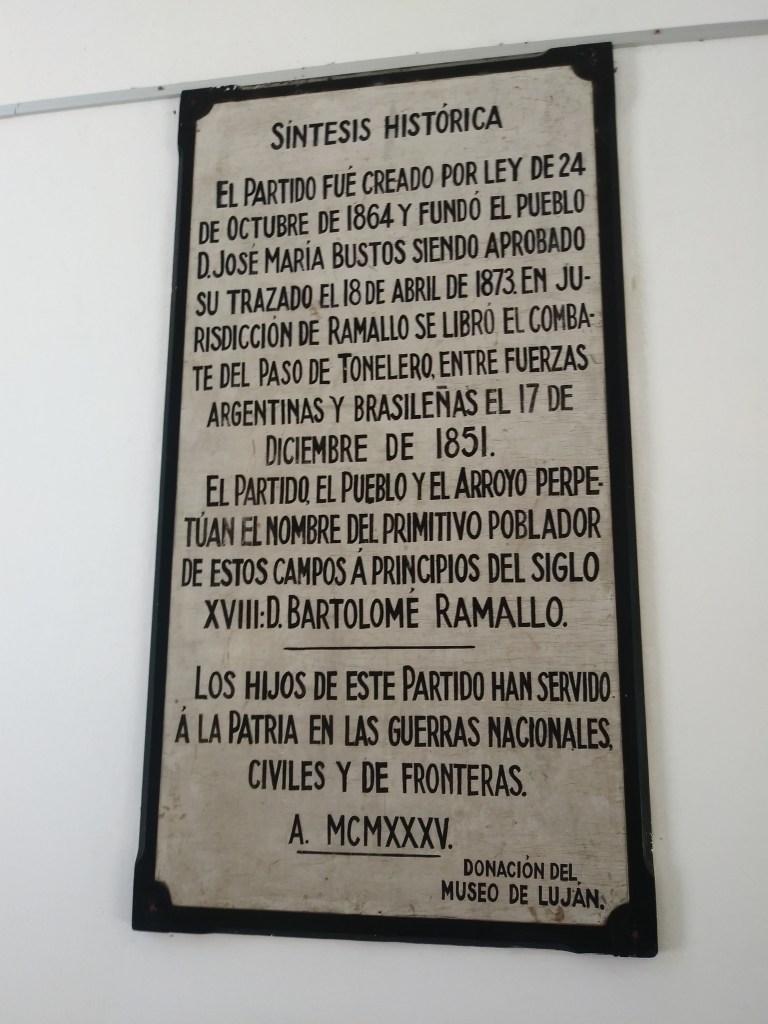 SÍNTESIS HISTÓRICA
EL PARTIDO FUÉ CREADO POR LEY DE 24
DE OCTUBRE DE 1864 Y FUNDÓ EL PUEBLO
D. JOSÉ MARÍA BUSTOS SIENDO APROBADO
SU TRAZADO EL 18 DE ABRIL DE 1873. EN JU-
RISDICCIÓN DE RAMALLO SE LIBRÓ EL COMBA-
TE DEL PASO DE TONELERO, ENTRE FUERZAS
ARGENTINAS Y BRASILEÑAS EL 17 DE
DICIEMBRE DE 1851.
EL PARTIDO, EL PUEBLO Y EL ARROYO PERPE-
TÚAN EL NOMBRE DEL PRIMITIVO POBLADOR
DE ESTOS CAMPOS Á PRINCIPIOS DEL SIGLO
XVIII: D. BARTOLOMÉ RAMALLO.
LOS HIJOS DE ESTE PARTIDO HAN SERVIDO
Á LA PATRIA EN LAS GUERRAS NACIONALES,
CIVILES Y DE FRONTERAS.
A. MCMXXXV.
DONACIÓN DEL
MUSEO DE LUJÁN.